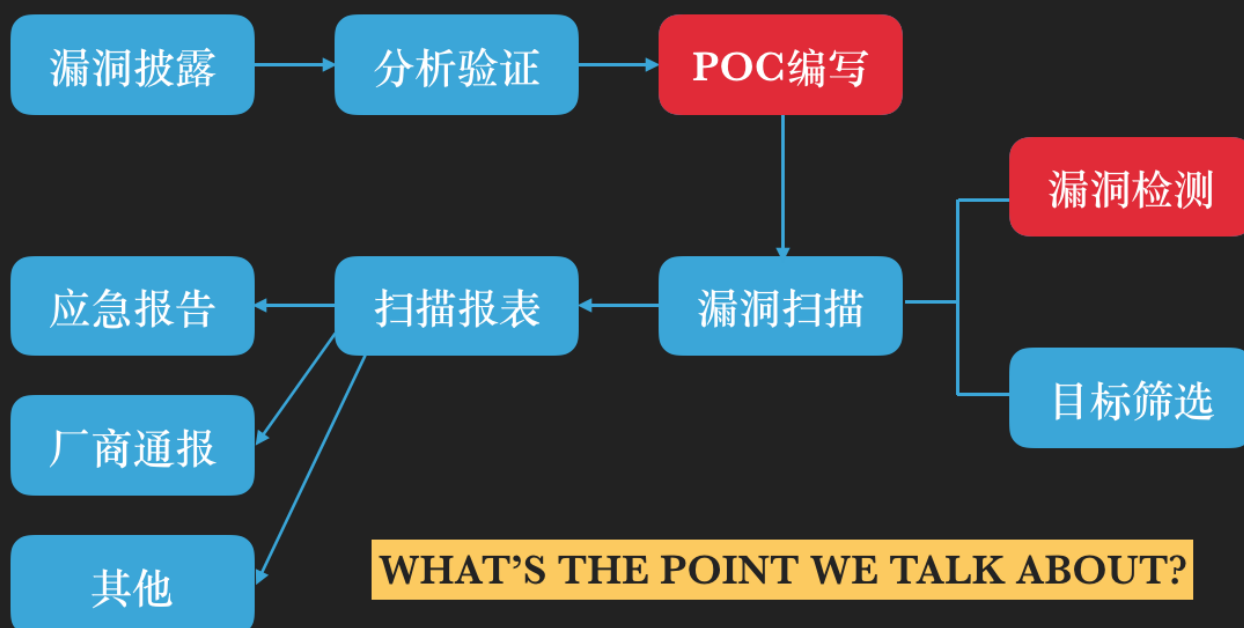 漏洞披露
分析验证
POC编写
漏洞检测
应急报告
扫描报表
漏洞扫描
目标筛选
厂商通报
其他
WHAT’S THE POINT WE TALK ABOUT?